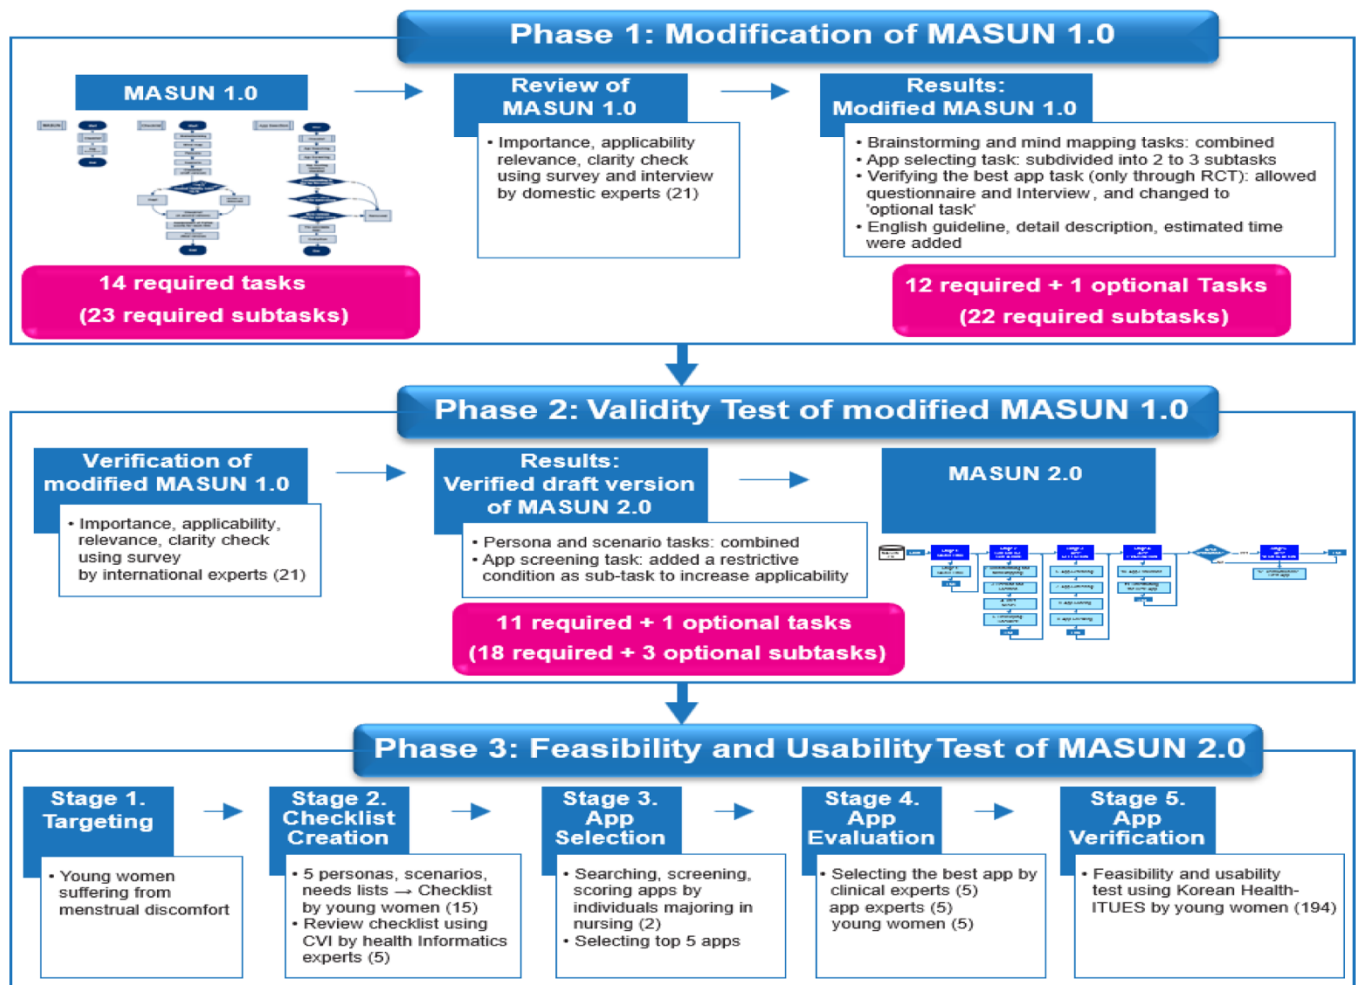 Phase 1: Modification of MASUN 1.0
MASUN 1.0
Review of
MASUN 1.0
• Importance, applicability
relevance, clarity check
using survey and interview
by domestic experts (21)
Results:
Modified MASUN 1.0
• Brainstorming and mind mapping tasks: combined
• App selecting task: subdivided into 2 to 3 subtasks
• Verifying the best app task (only through RCT): allowed
questionnaire and Interview, and changed to
'optional task'
• English guideline, detail description, estimated time
were added
14 required tasks
(23 required subtasks)
12 required + 1 optional Tasks
(22 required subtasks)
Phase 2: Validity Test of modified MASUN 1.0
Verification of
modified MASUN 1.0
• Importance, applicability,
relevance, clarity check
using survey
by international experts (21)
Results:
Verified draft version
of MASUN 2.0
• Persona and scenario tasks: combined
• App screening task: added a restrictive
condition as sub-task to increase applicability
11 required + 1 optional tasks
(18 required + 3 optional subtasks)
MASUN 2.0
Phase 3: Feasibility and Usability Test of MASUN 2.0
Stage 1.
Targeting
• Young women
suffering from
menstrual discomfort
Stage 2.
Checklist
Creation
• 5 personas, scenarios,
needs lists → Checklist
by young women (15)
• Review checklist using
CVI by health Informatics
experts (5)
Stage 3.
App
Selection
• Searching, screening,
scoring apps by
individuals majoring in
nursing (2)
• Selecting top 5 apps
Stage 4.
App
Evaluation
• Selecting the best app by
clinical experts (5)
app experts (5)
young women (5)
Stage 5.
App
Verification
• Feasibility and usability
test using Korean Health-
ITUES by young women (194)